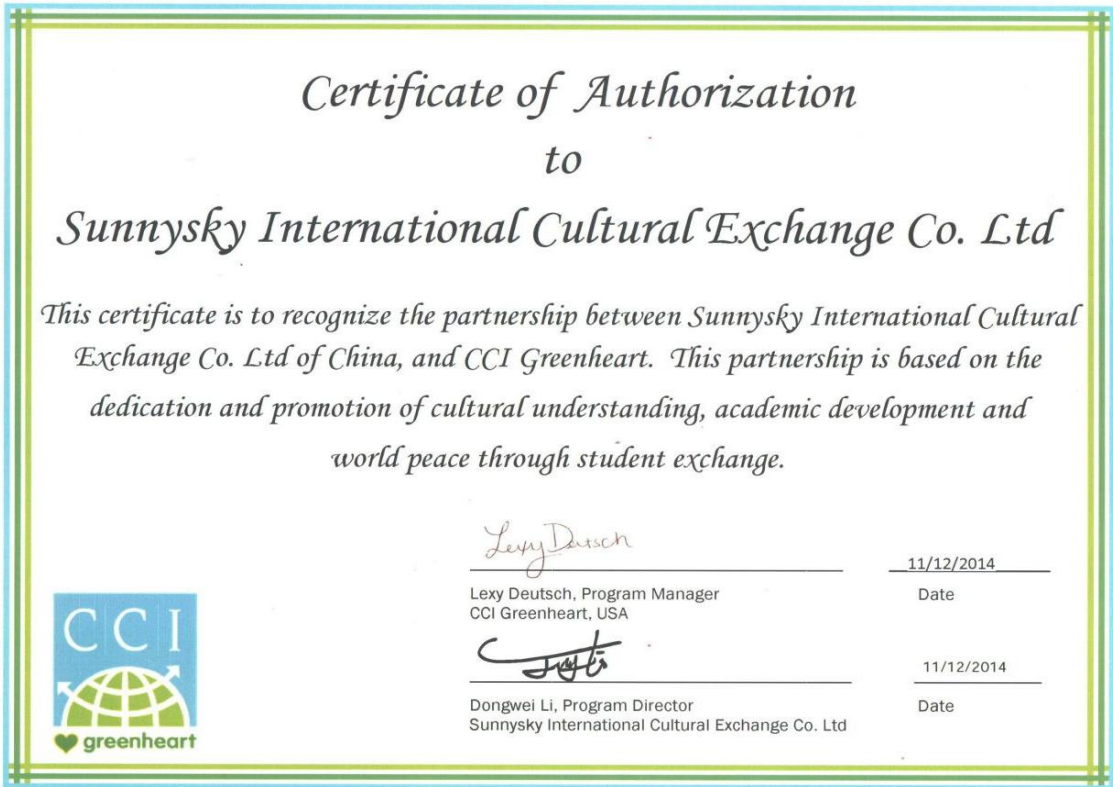 Certificate of Authorization
to
Sunnysky International Cultural Exchange Co. Ltd
This certificate is to recognize the partnership between Sunnysky International Cultural
Exchange Co. Ltd of China, and CCI Greenheart. This partnership is based on the
dedication and promotion of cultural understanding, academic development and
world peace through student exchange.
Lexy Deutsch
11/12/2014
Lexy Deutsch, Program Manager
Date
CCI Greenheart, USA
11/12/2014
Dongwei Li, Program Director
Date
Sunnysky International Cultural Exchange Co. Ltd
CCI
greenheart